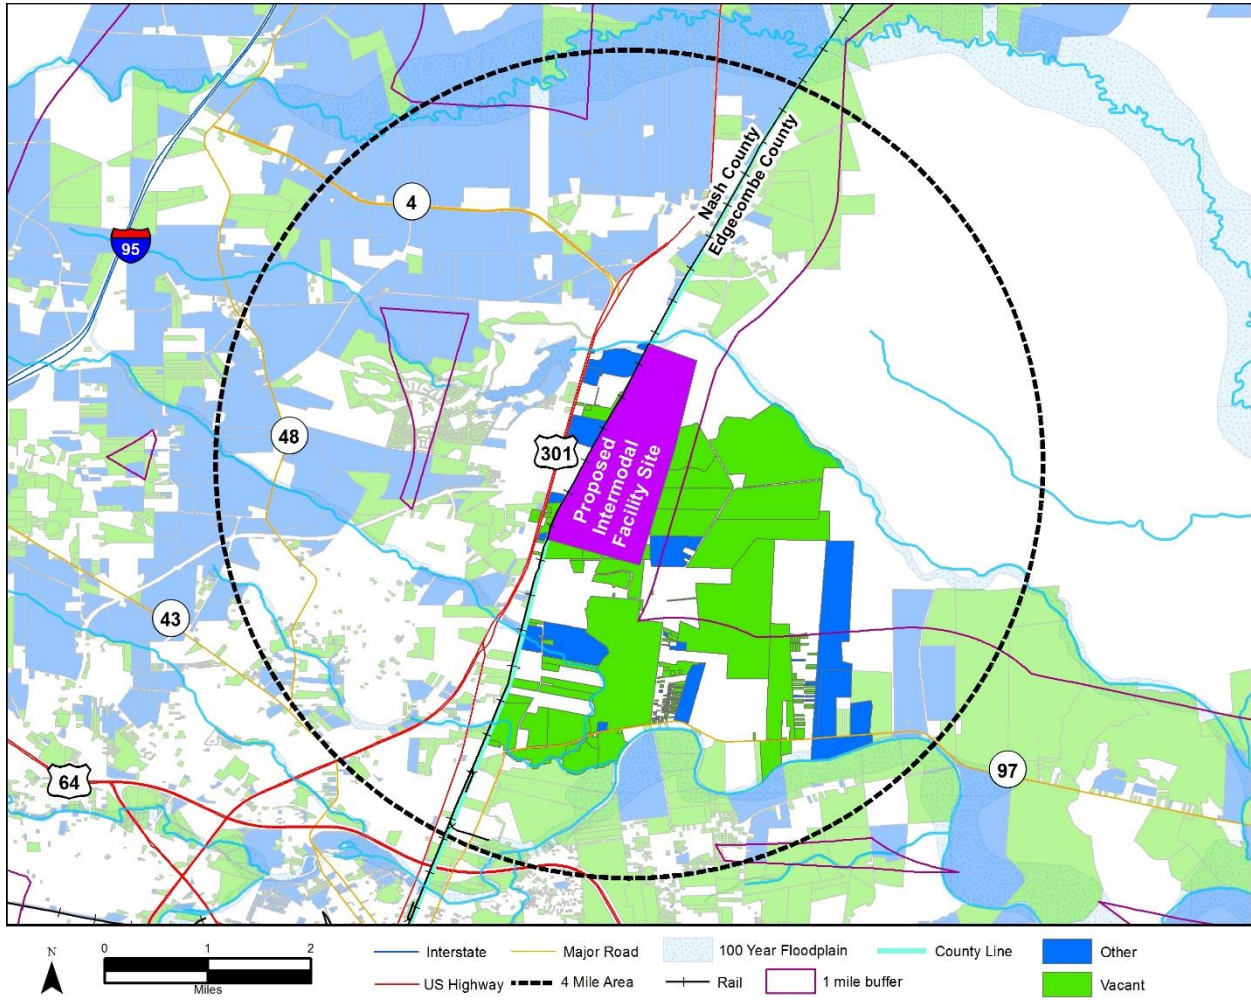 Nash County
Edgecombe County
4
95
48
301
Proposed
Intermodal
Facility Site
43
64
97
N
0 1 2
Miles
Interstate
Major Road
100 Year Floodplain
County Line
Other
US Highway
4 Mile Area
Rail
1 mile buffer
Vacant